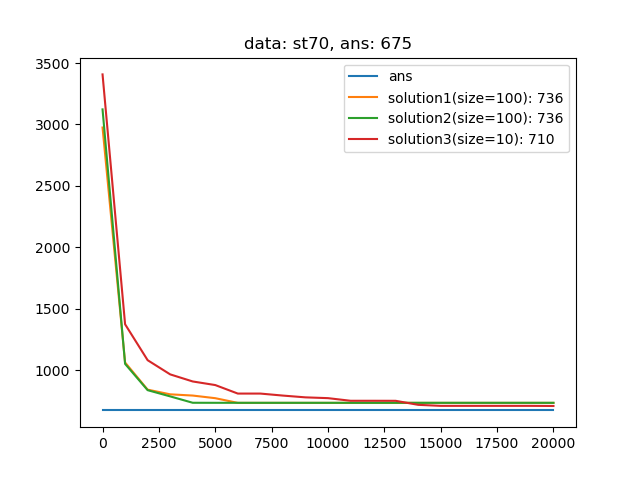 data: st70, ans: 675
3500
3000
2500
2000
1500
1000
ans
solution1(size=100): 736
solution2(size=100): 736
solution3(size=10): 710
0 2500 5000 7500 10000 12500 15000 17500 20000